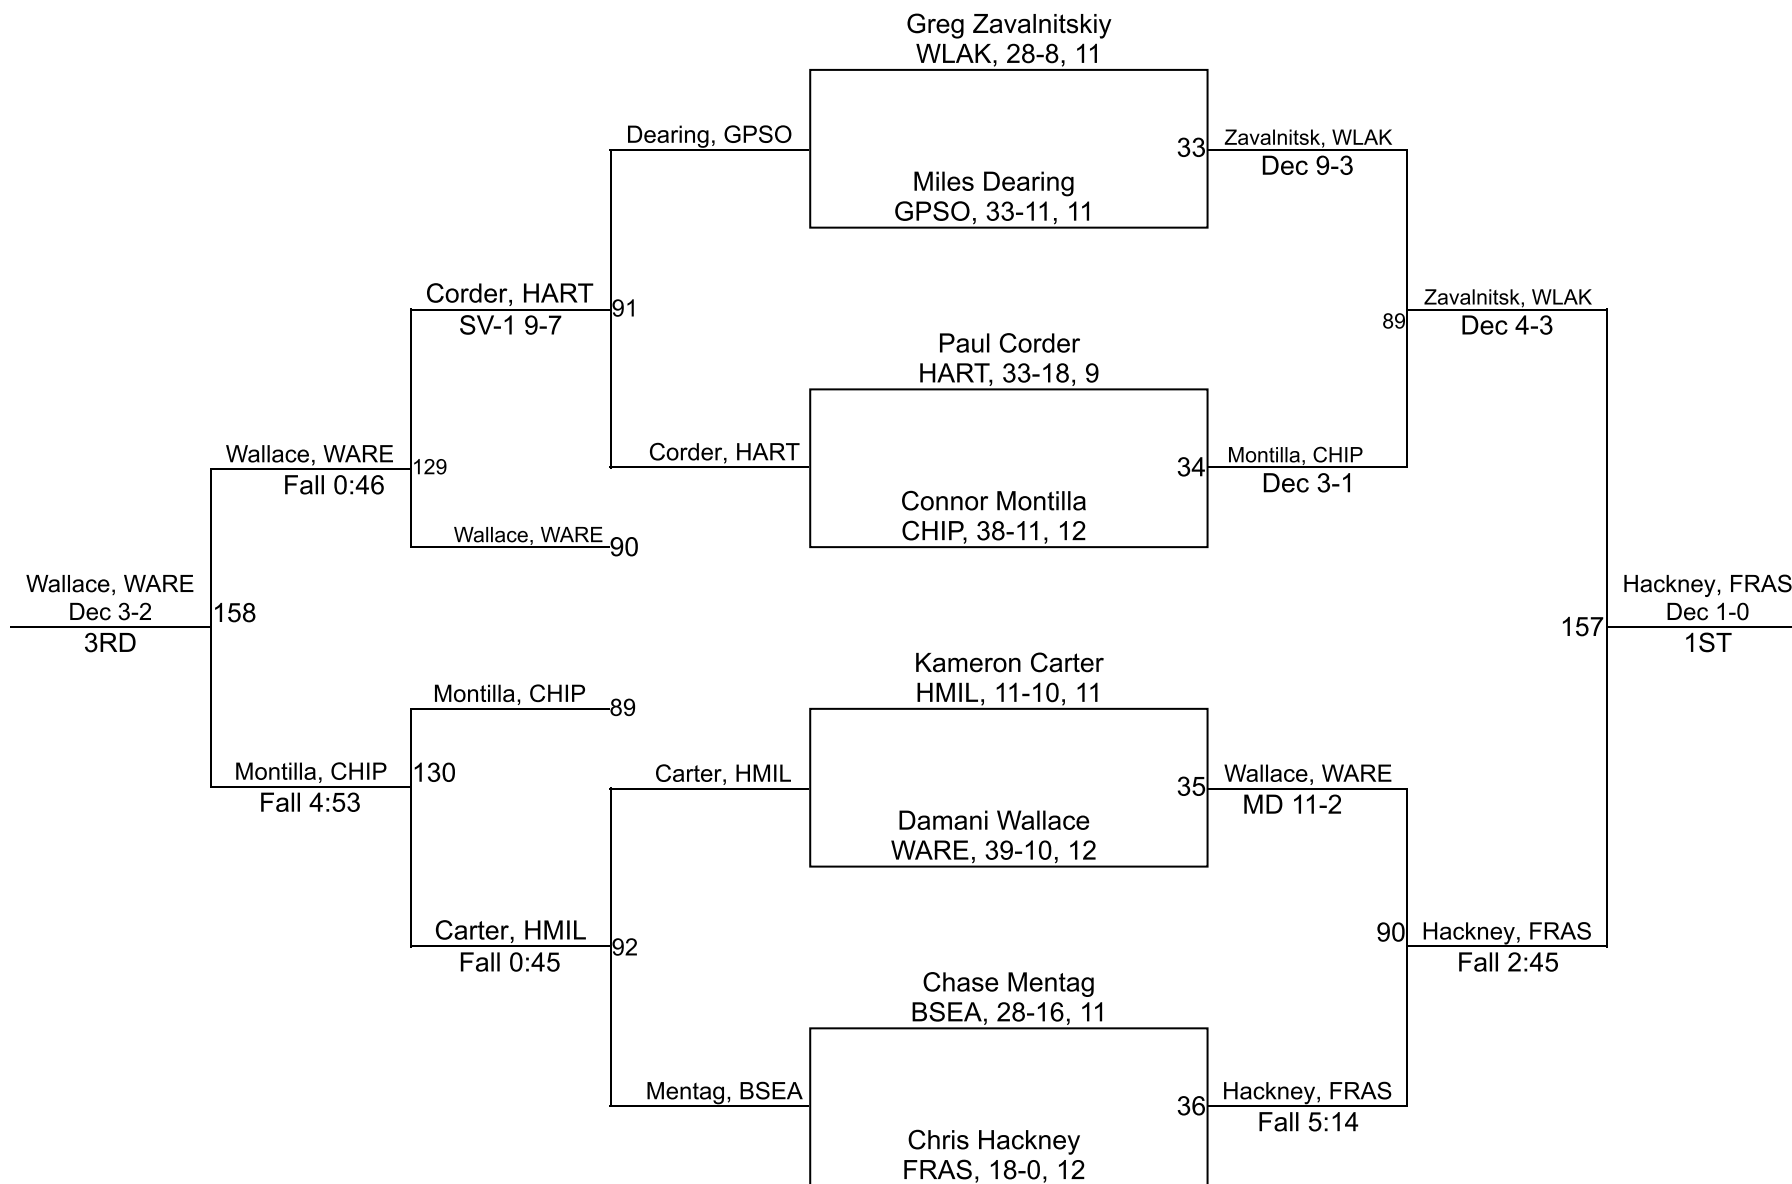 Greg Zavalnitskiy
WLAK, 28-8, 11
Dearing, GPSO
33
Zavalnitsk, WLAK
Dec 9-3
Miles Dearing
GPSO, 33-11, 11
Corder, HART
SV-1 9-7
91
Zavalnitsk, WLAK
Dec 4-3
89
Paul Corder
HART, 33-18, 9
Corder, HART
34
Montilla, CHIP
Dec 3-1
Wallace, WARE
Fall 0:46
129
Connor Montilla
CHIP, 38-11, 12
Wallace, WARE
90
Wallace, WARE
Dec 3-2
3RD
158
157
Hackney, FRAS
Dec 1-0
1ST
Kameron Carter
HMIL, 11-10, 11
Montilla, CHIP
89
Montilla, CHIP
Fall 4:53
130
Carter, HMIL
35
Wallace, WARE
MD 11-2
Damani Wallace
WARE, 39-10, 12
Carter, HMIL
Fall 0:45
92
90
Hackney, FRAS
Fall 2:45
Chase Mentag
BSEA, 28-16, 11
Mentag, BSEA
36
Hackney, FRAS
Fall 5:14
Chris Hackney
FRAS, 18-0, 12